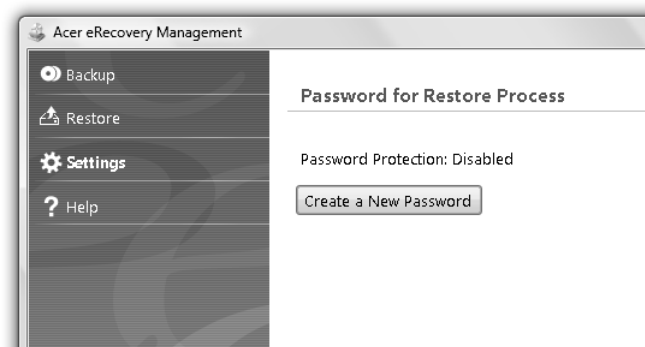 Acer eRecovery Management
Backup
Restore
Settings
Help
Password for Restore Process
Password Protection: Disabled
Create a New Password